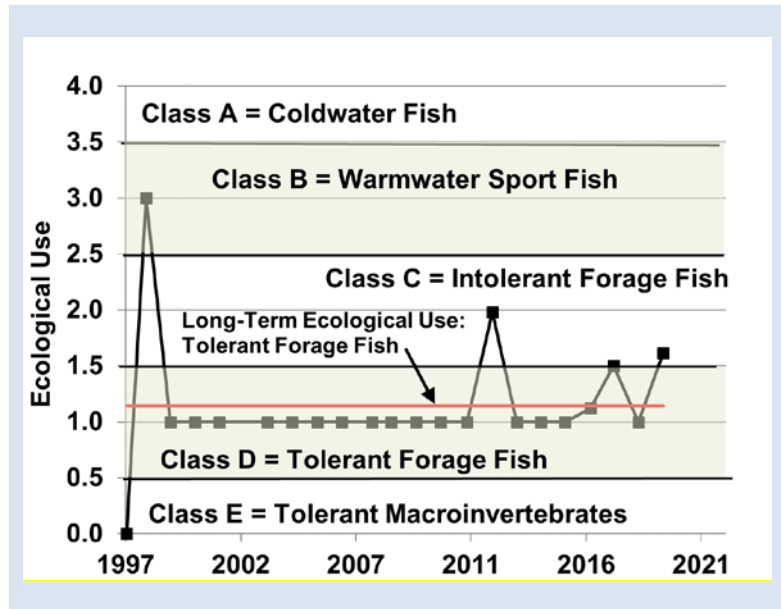 4.0
Class A = Coldwater Fish
3.5
Class B = Warmwater Sport Fish
3.0
2.5
Class C = Intolerant Forage Fish
2.0
Long-Term Ecological Use:
Tolerant Forage Fish
1.5
1.0
Class D = Tolerant Forage Fish
0.5
Class E = Tolerant Macroinvertebrates
0.0
Ecological Use
1997 2002 2007 2011 2016 2021